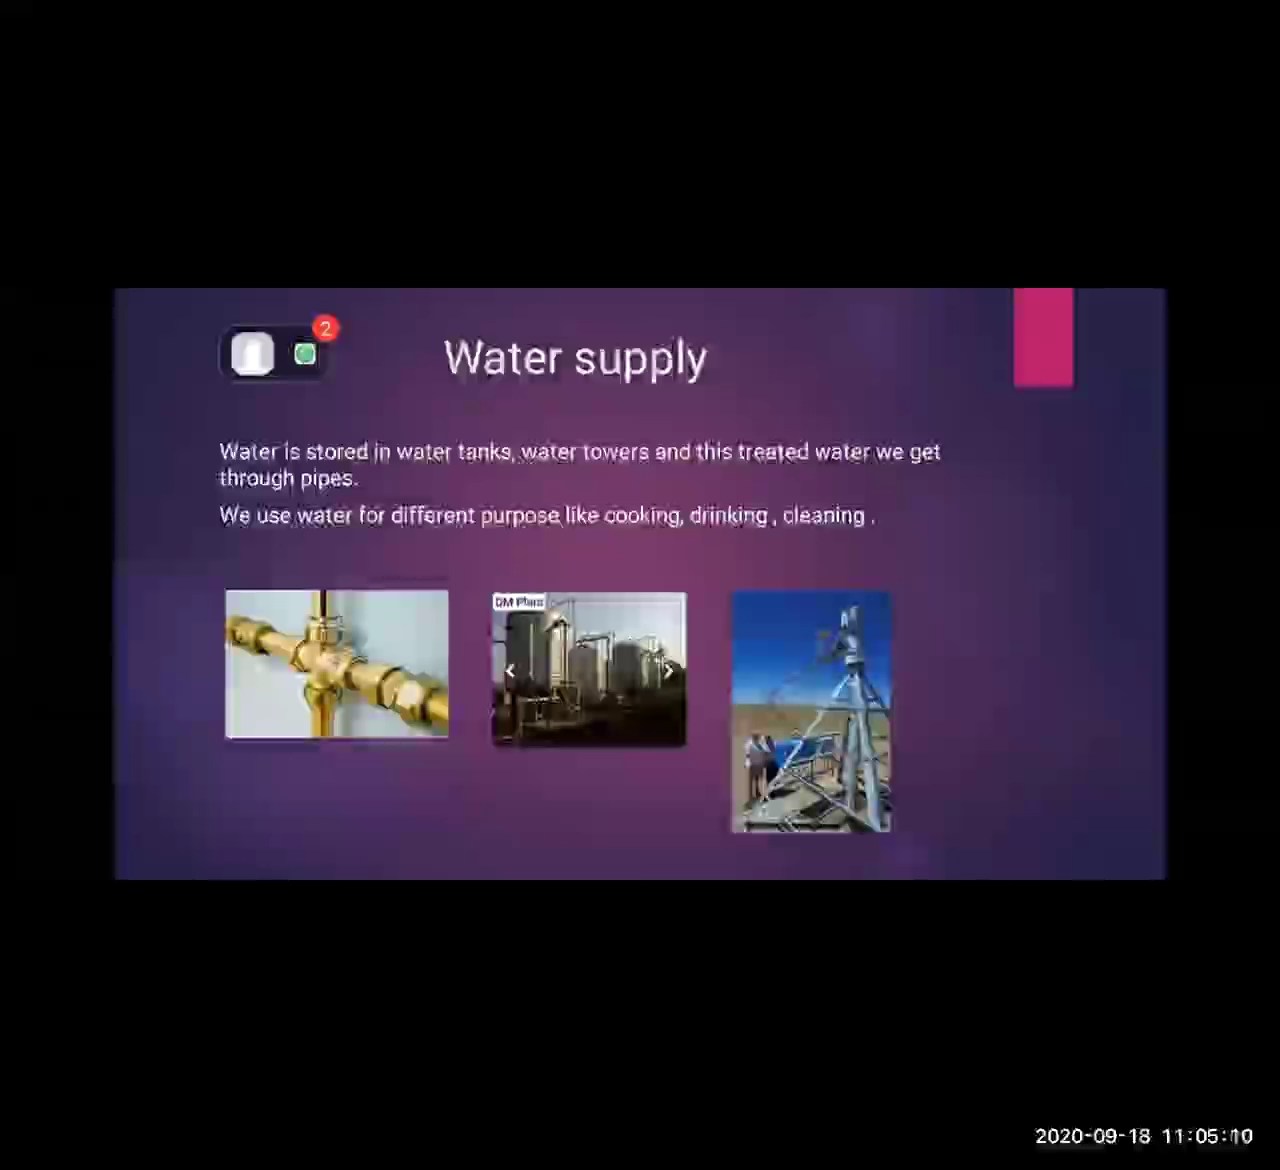 2
Water supply
Water is stored in water tanks, water towers and this treated water we get
through pipes.
We use water for different purpose like cooking, drinking , cleaning .
DM Plant
2020-09-18 11:05:10